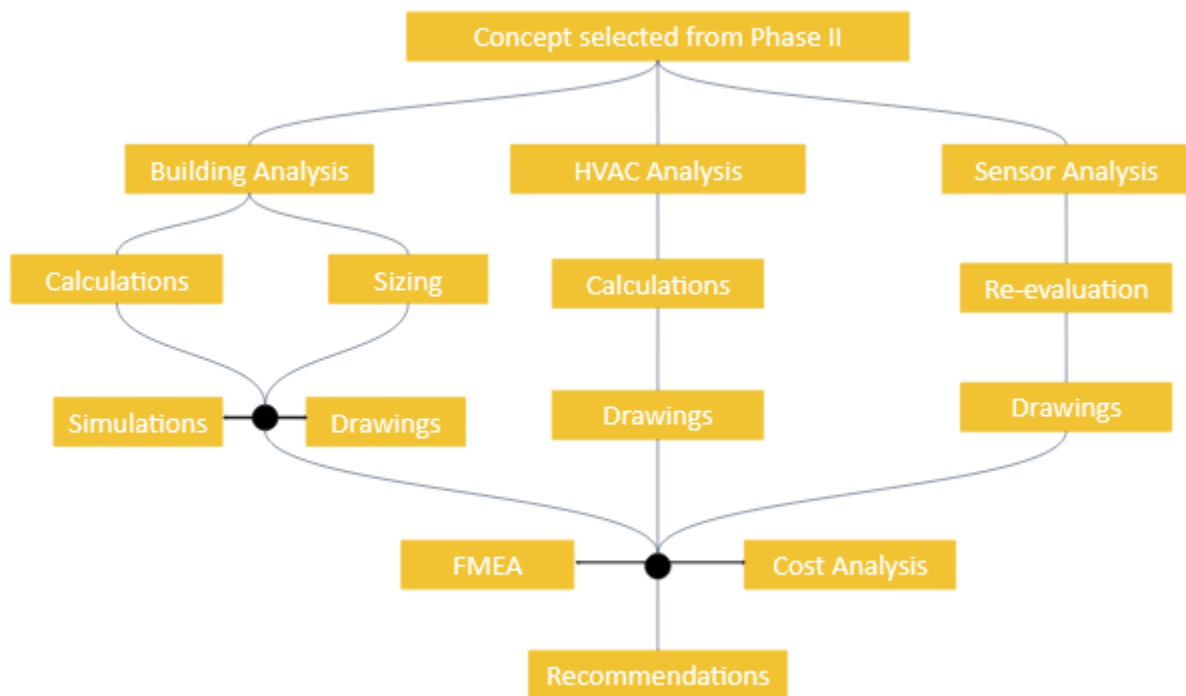 Concept selected from Phase II
Building Analysis
HVAC Analysis
Sensor Analysis
Calculations
Sizing
Calculations
Re-evaluation
Simulations
Drawings
Drawings
Drawings
FMEA
Cost Analysis
Recommendations